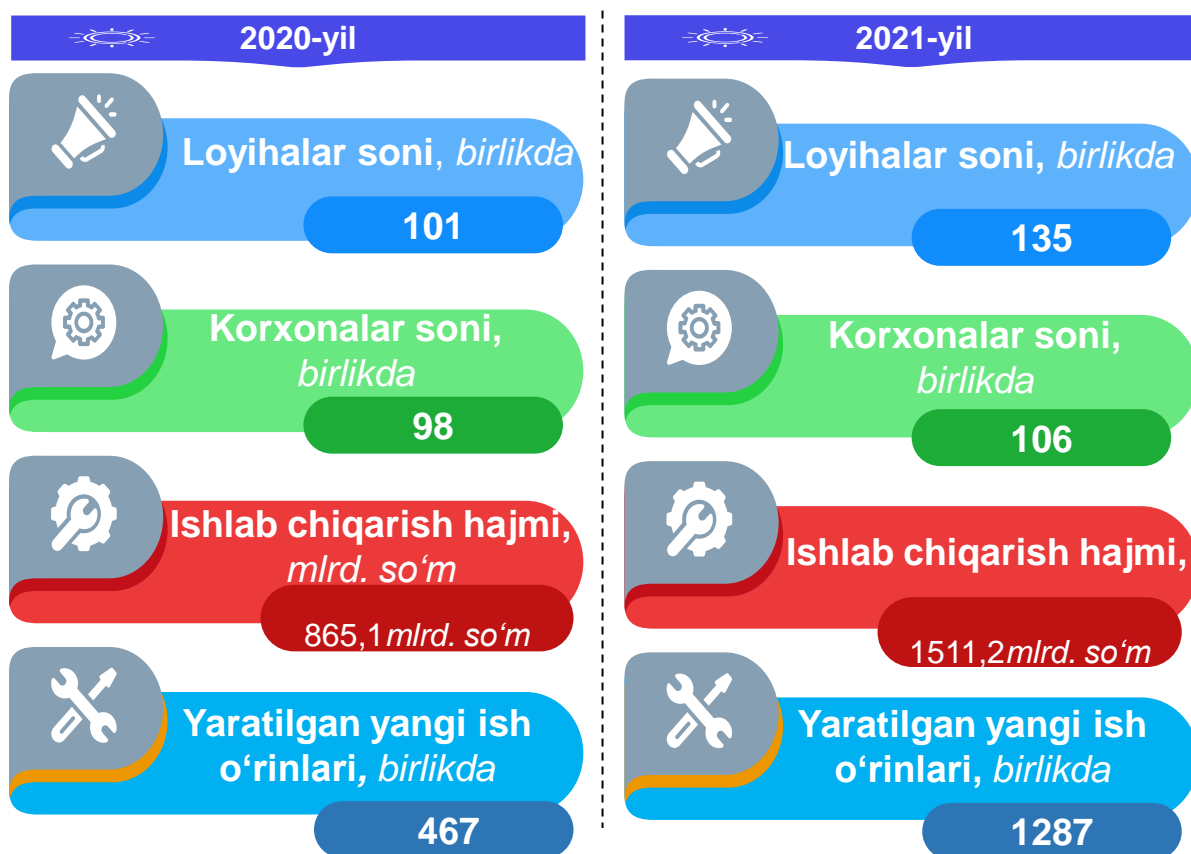 2020-yil
Loyihalar soni, birlikda
101
Korxonalar soni,
birlikda
98
Ishlab chiqarish hajmi,
mlrd. so‘m
865,1mlrd. so‘m
Yaratilgan yangi ish
o‘rinlari, birlikda
467
2021-yil
Loyihalar soni, birlikda
135
Korxonalar soni,
birlikda
106
Ishlab chiqarish hajmi,
1511,2mlrd. so‘m
Yaratilgan yangi ish
o‘rinlari, birlikda
1287